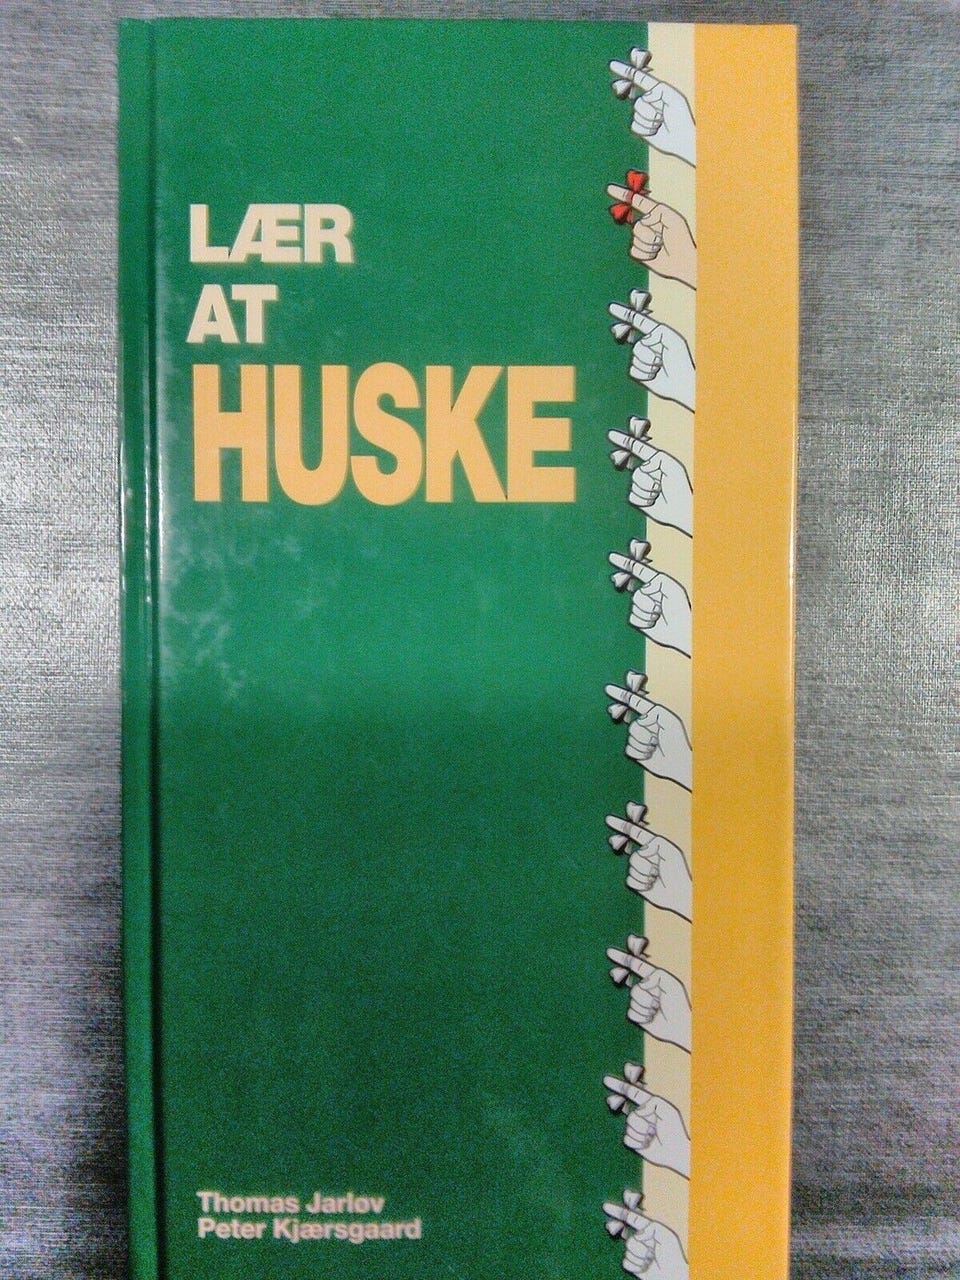 LÆR
AT
HUSKE
Thomas Jarløv
Peter Kjærsgaard